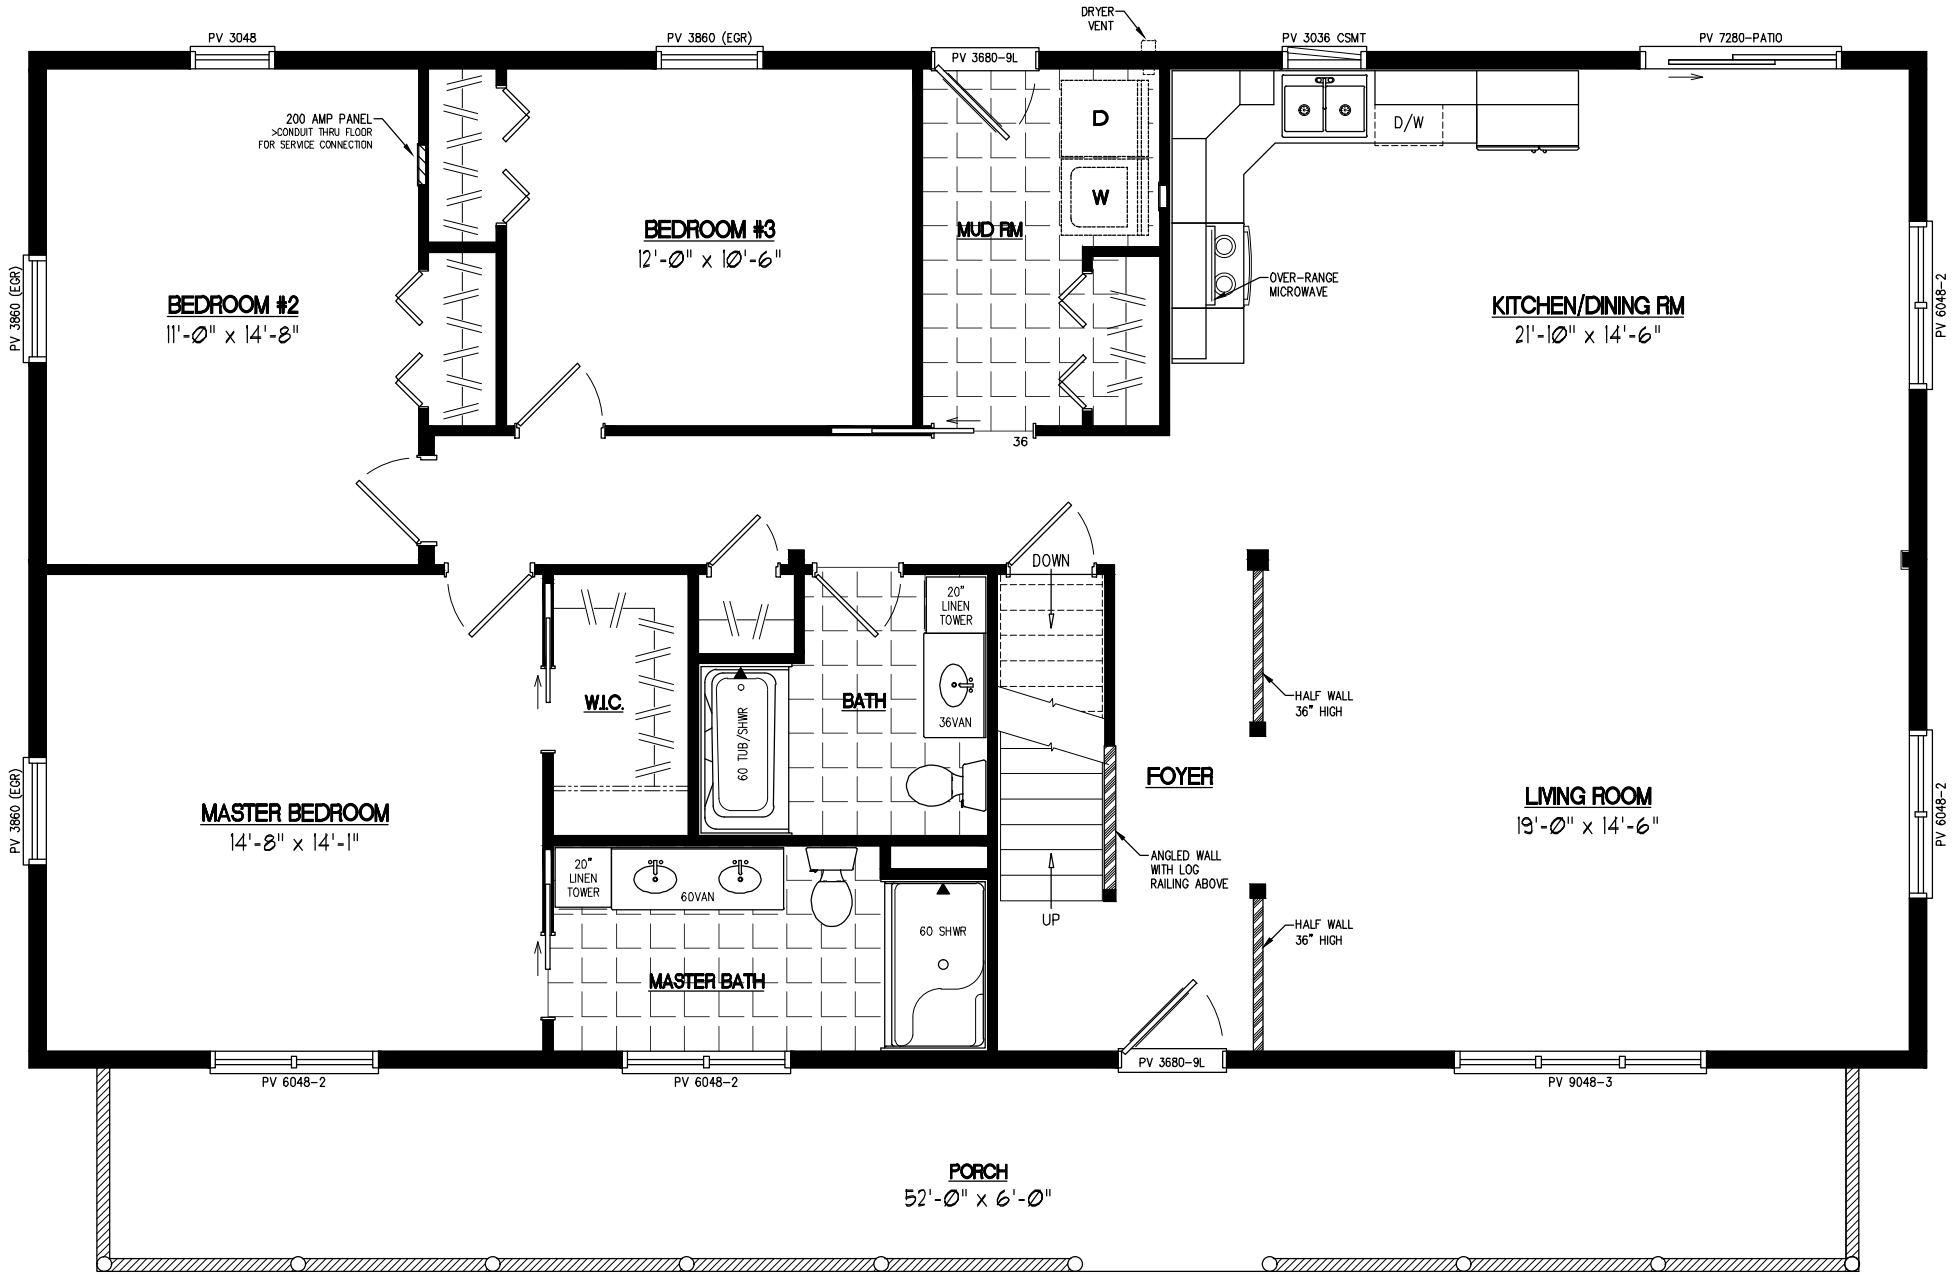 DRYER
VENT
PV 3048
PV 3860 (EGR)
PV 3680-9L
PV 3036 CSMT
PV 7280-PATIO
200 AMP PANEL
>CONDUIT THRU FLOOR
FOR SERVICE CONNECTION
D
W
D/W
BEDROOM #3
12'-0" x 10'-6"
MUD RM
PV 3860 (EGR)
BEDROOM #2
11'-0" x 14'-8"
OVER-RANGE
MICROWAVE
KITCHEN/DINING RM
21'-10" x 14'-6"
PV 6048-2
36
DOWN
20"
LINEN
TOWER
W.I.C.
60 TUB/SHWR
BATH
36VAN
HALF WALL
36" HIGH
FOYER
MASTER BEDROOM
14'-8" x 14'-1"
PV 3860 (EGR)
LIVING ROOM
19'-0" x 14'-6"
PV 6048-2
ANGLED WALL
WITH LOG
RAILING ABOVE
20"
LINEN
TOWER
60VAN
UP
60 SHWR
HALF WALL
36" HIGH
MASTER BATH
PV 6048-2
PV 6048-2
PV 3680-9L
PV 9048-3
PORCH
52'-0" x 6'-0"